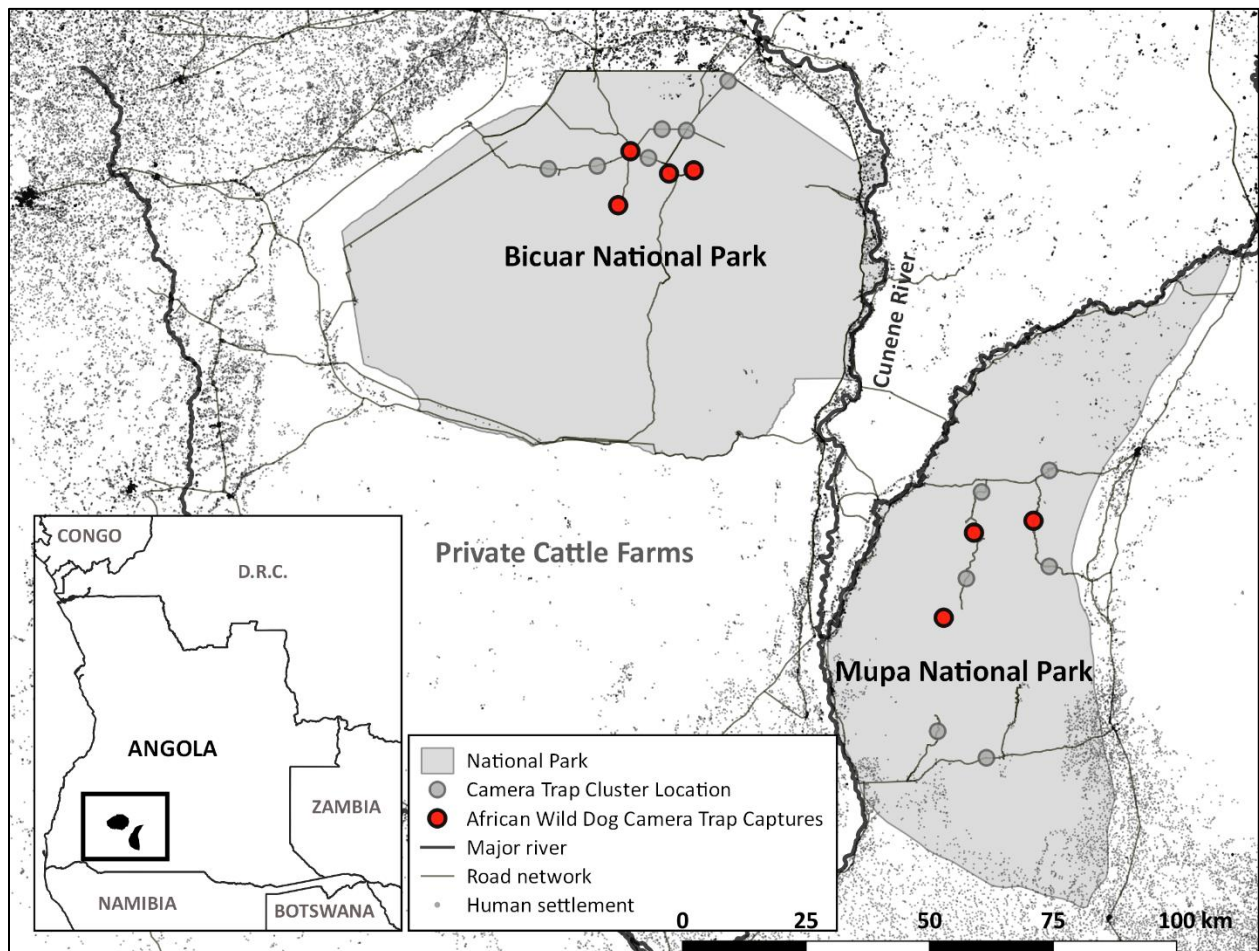 Bicuar National Park
Cunene River
Private Cattle Farms
Mupa National Park
CONGO
D.R.C.
ANGOLA
ZAMBIA
NAMIBIA
BOTSWANA
National Park
Camera Trap Cluster Location
African Wild Dog Camera Trap Captures
Major river
Road network
Human settlement
0 25 50 75 100 km